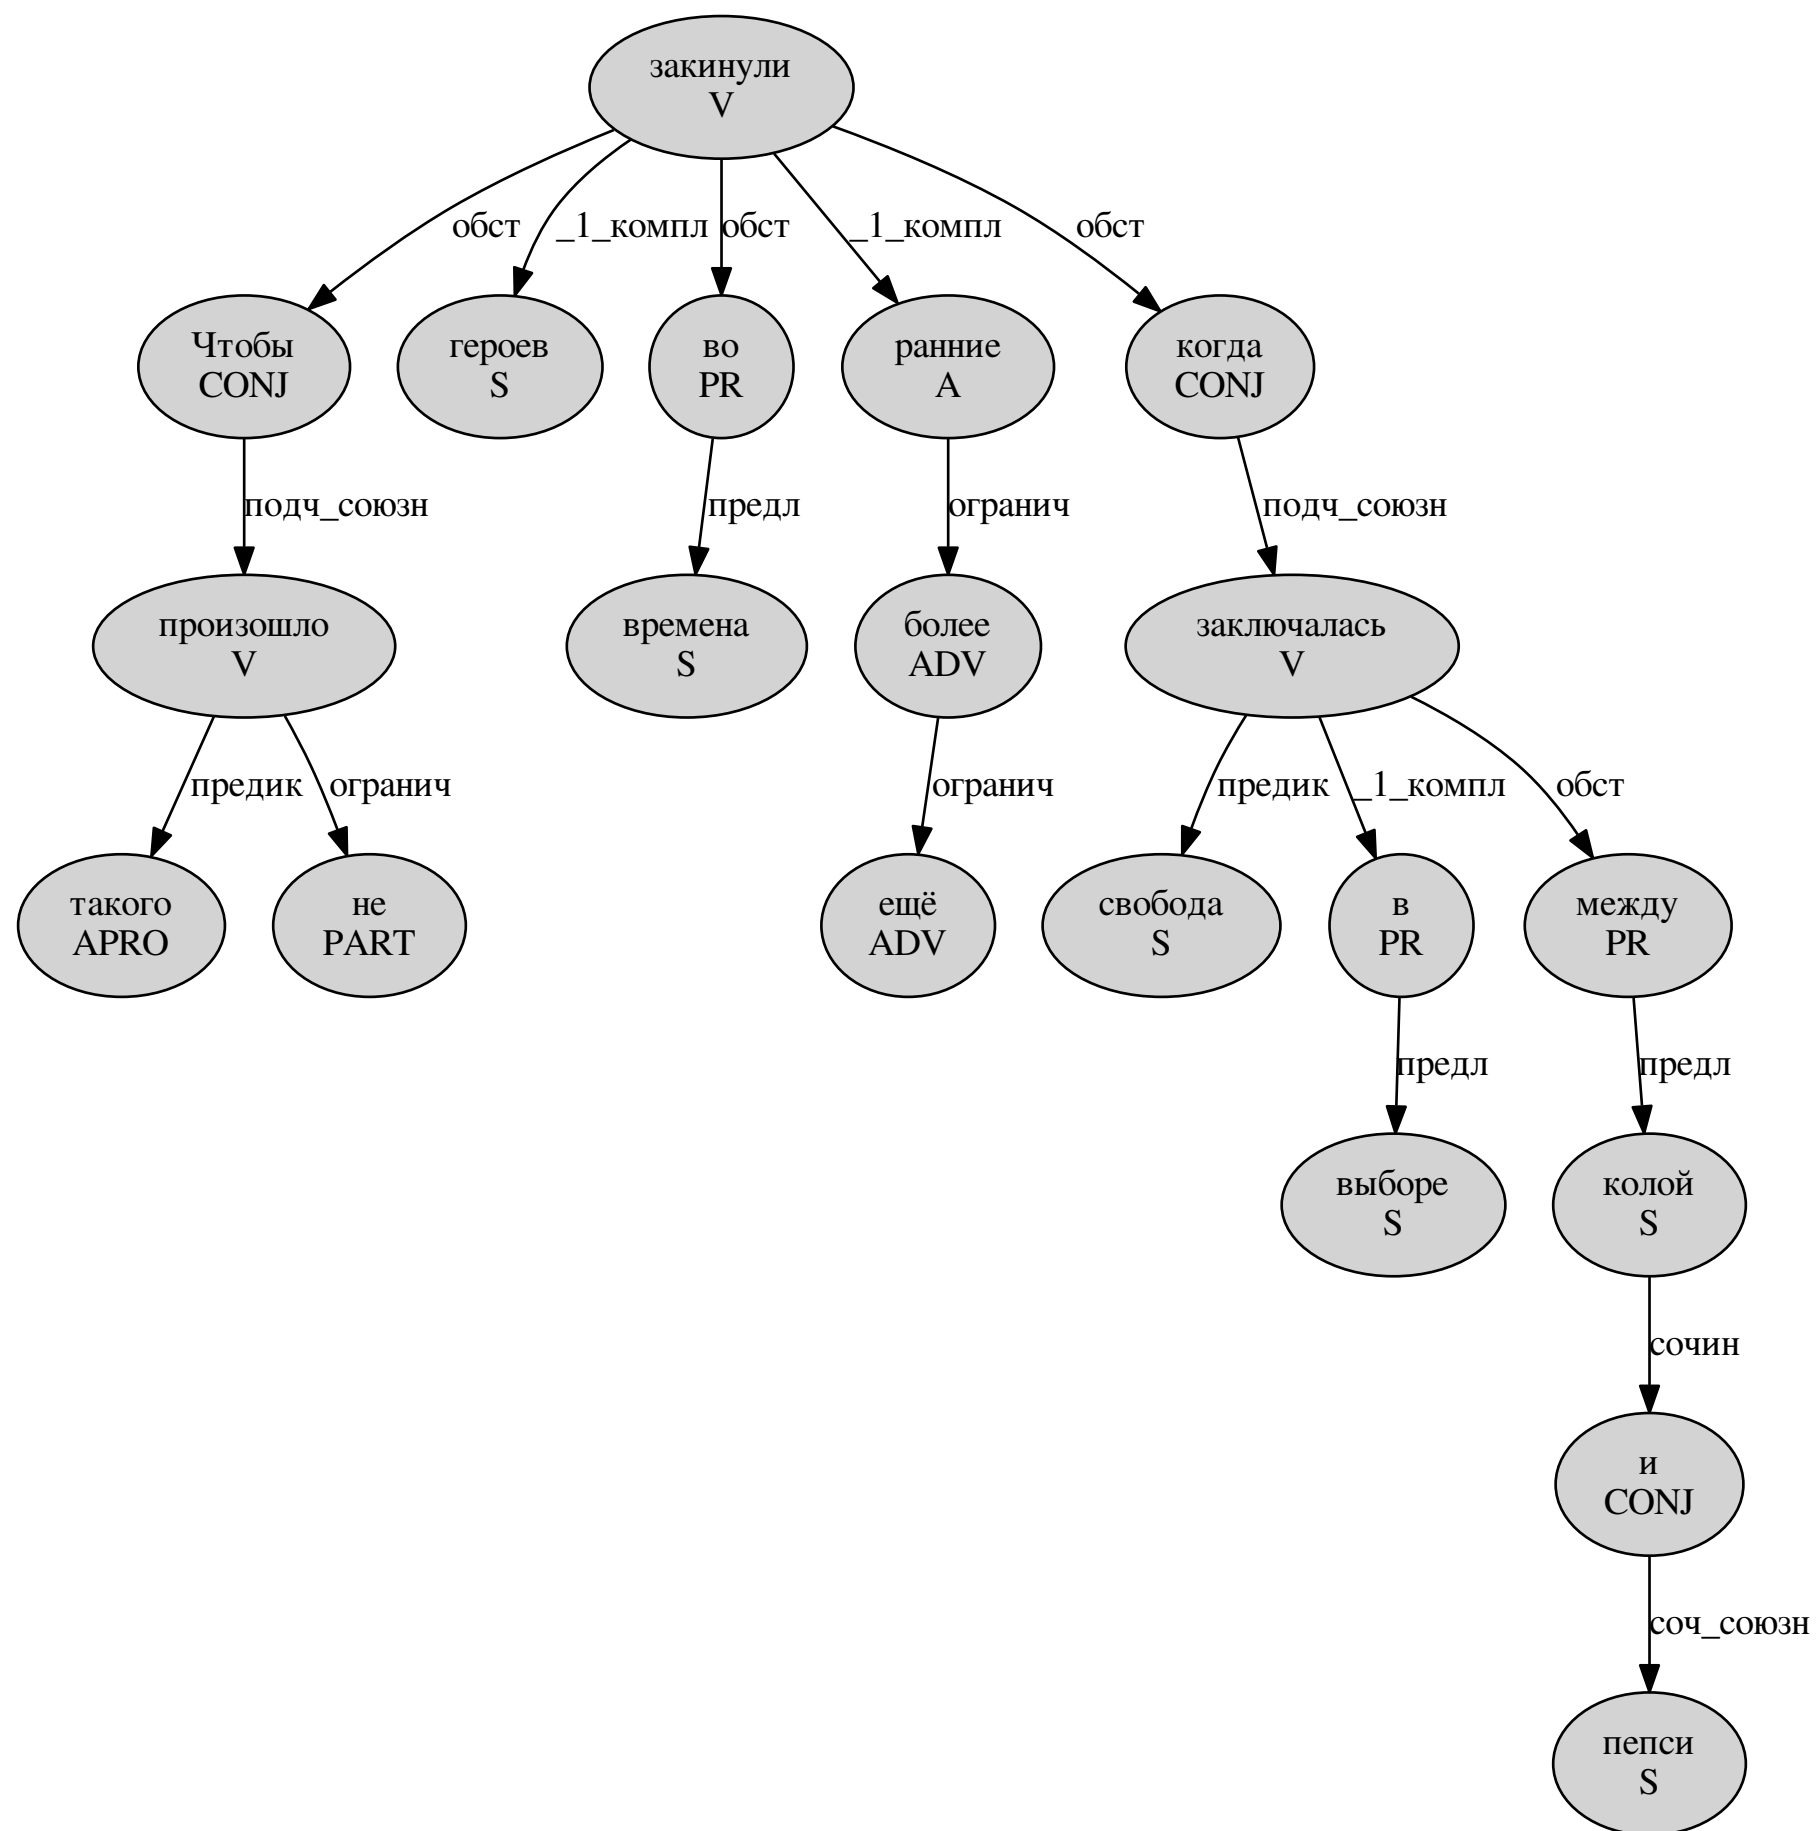 закинули
V
обст
_1_компл
обст
_1_компл
обст
Чтобы
CONJ
героев
S
во
PR
ранние
A
когда
CONJ
подч_союзн
предл
огранич
подч_союзн
произошло
V
времена
S
более
ADV
заключалась
V
предик
огранич
огранич
предик
_1_компл
обст
такого
APRO
не
PART
ещё
ADV
свобода
S
в
PR
между
PR
предл
предл
выборе
S
колой
S
сочин
и
CONJ
соч_союзн
пепси
S